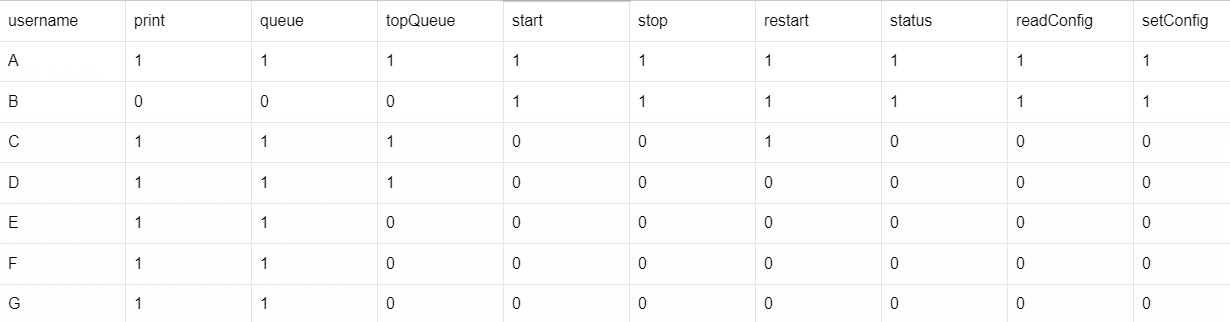 username print queue topQueue start stop restart status readConfig setConfig
A 1 1 1 1 1 1 1 1 1
B 0 0 0 1 1 1 1 1 1
C 1 1 1 0 0 1 0 0 0
D 1 1 1 0 0 0 0 0 0
E 1 1 0 0 0 0 0 0 0
F 1 1 0 0 0 0 0 0 0
G 1 1 0 0 0 0 0 0 0